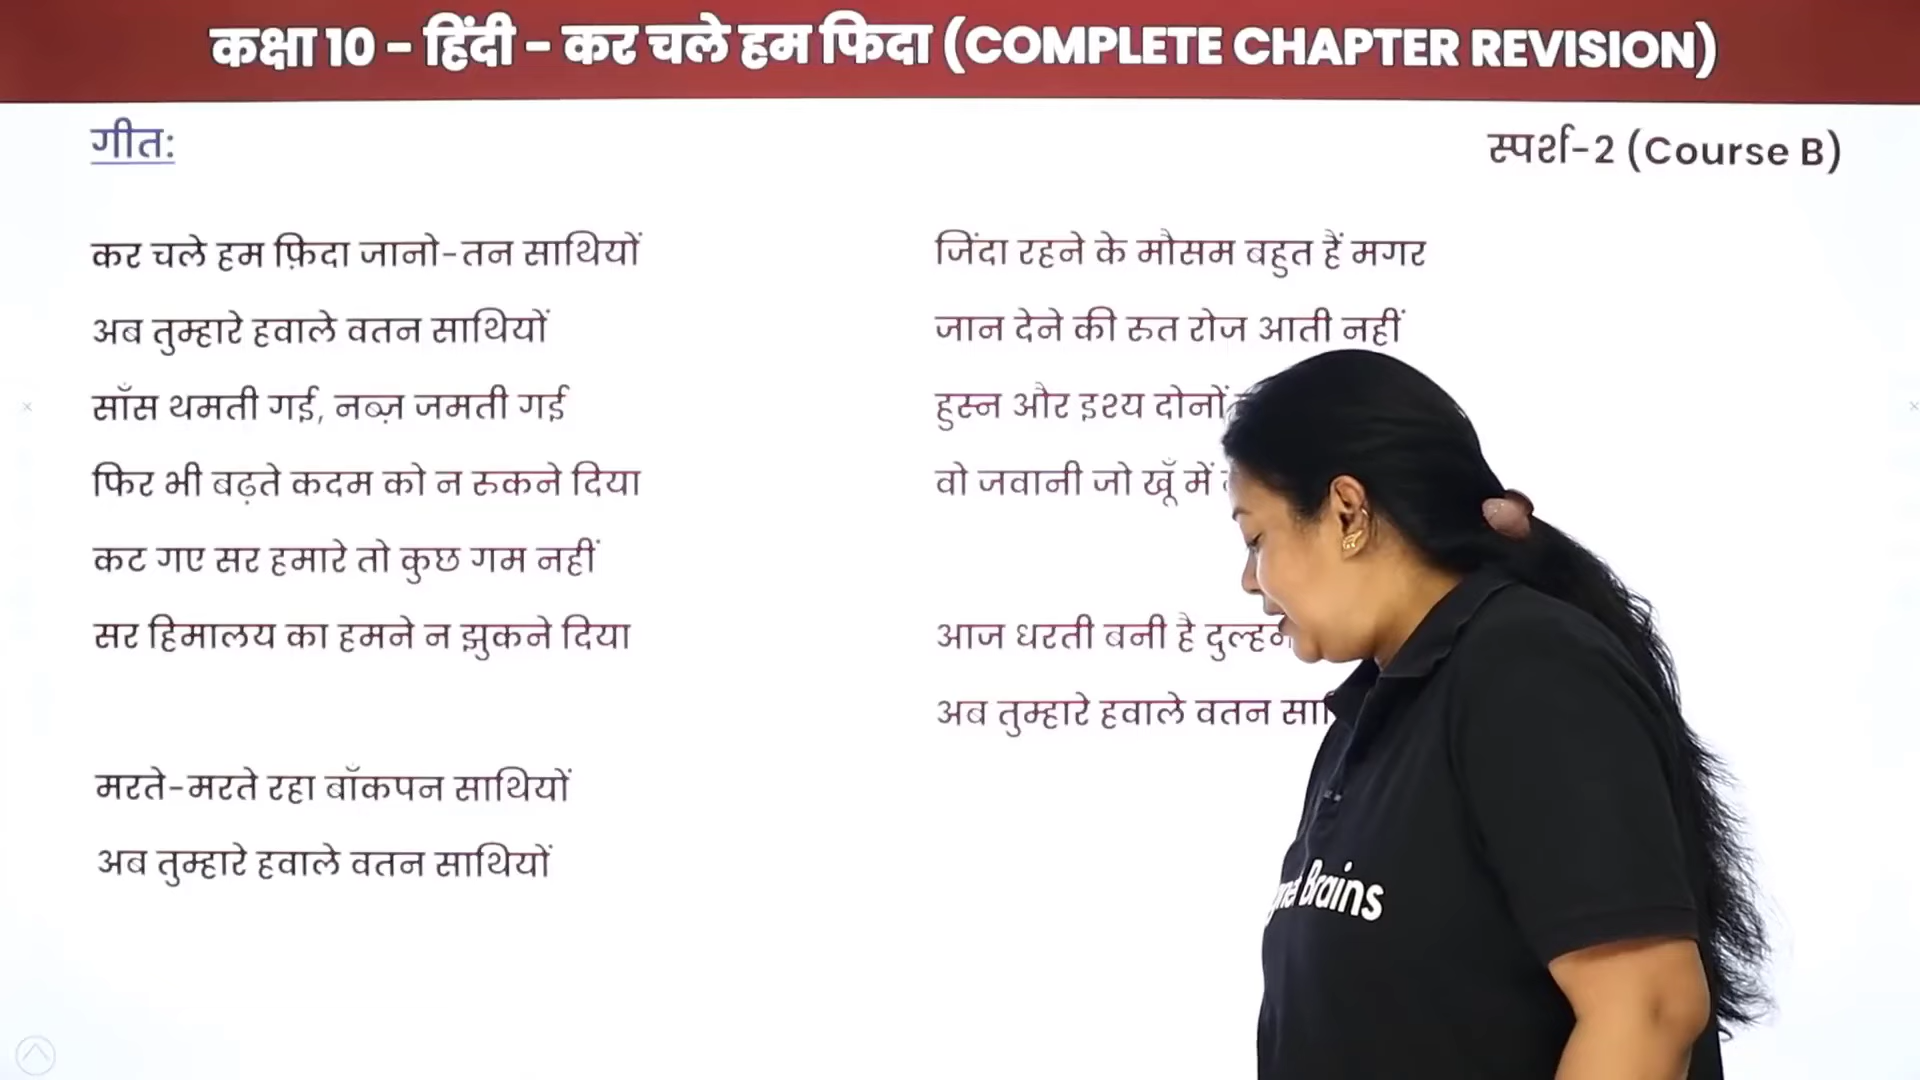 कक्षा 10 - हिंदी - कर चले हम फिदा (COMPLETE CHAPTER REVISION)
गीतः
स्पर्श-2 (Course B)
कर चले हम फ़िदा जानो-तन साथियों
अब तुम्हारे हवाले वतन साथियों
साँस थमती गई, नब्ज़ जमती गई
फिर भी बढ़ते कदम को न रुकने दिया
कट गए सर हमारे तो कुछ गम नहीं
सर हिमालय का हमने न झुकने दिया
मरते-मरते रहा बाँकपन साथियों
अब तुम्हारे हवाले वतन साथियों
जिंदा रहने के मौसम बहुत हैं मगर
जान देने की रुत रोज आती नहीं
हुस्न और इश्य दोनों
वो जवानी जो खूँ में
आज धरती बनी है दुल्हन
अब तुम्हारे हवाले वतन
Brains